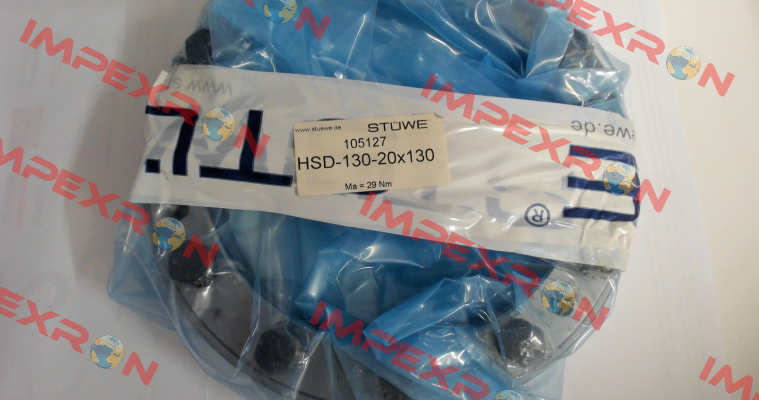 IMPEXRON
IMPEXRON
IMPEXRON
IMPEXRON
www.stuewe.de STÜWE
105127
HSD-130-20x130
Ma = 29 Nm
®
IMPEXRON
IMPEXRON
IMPEXRON